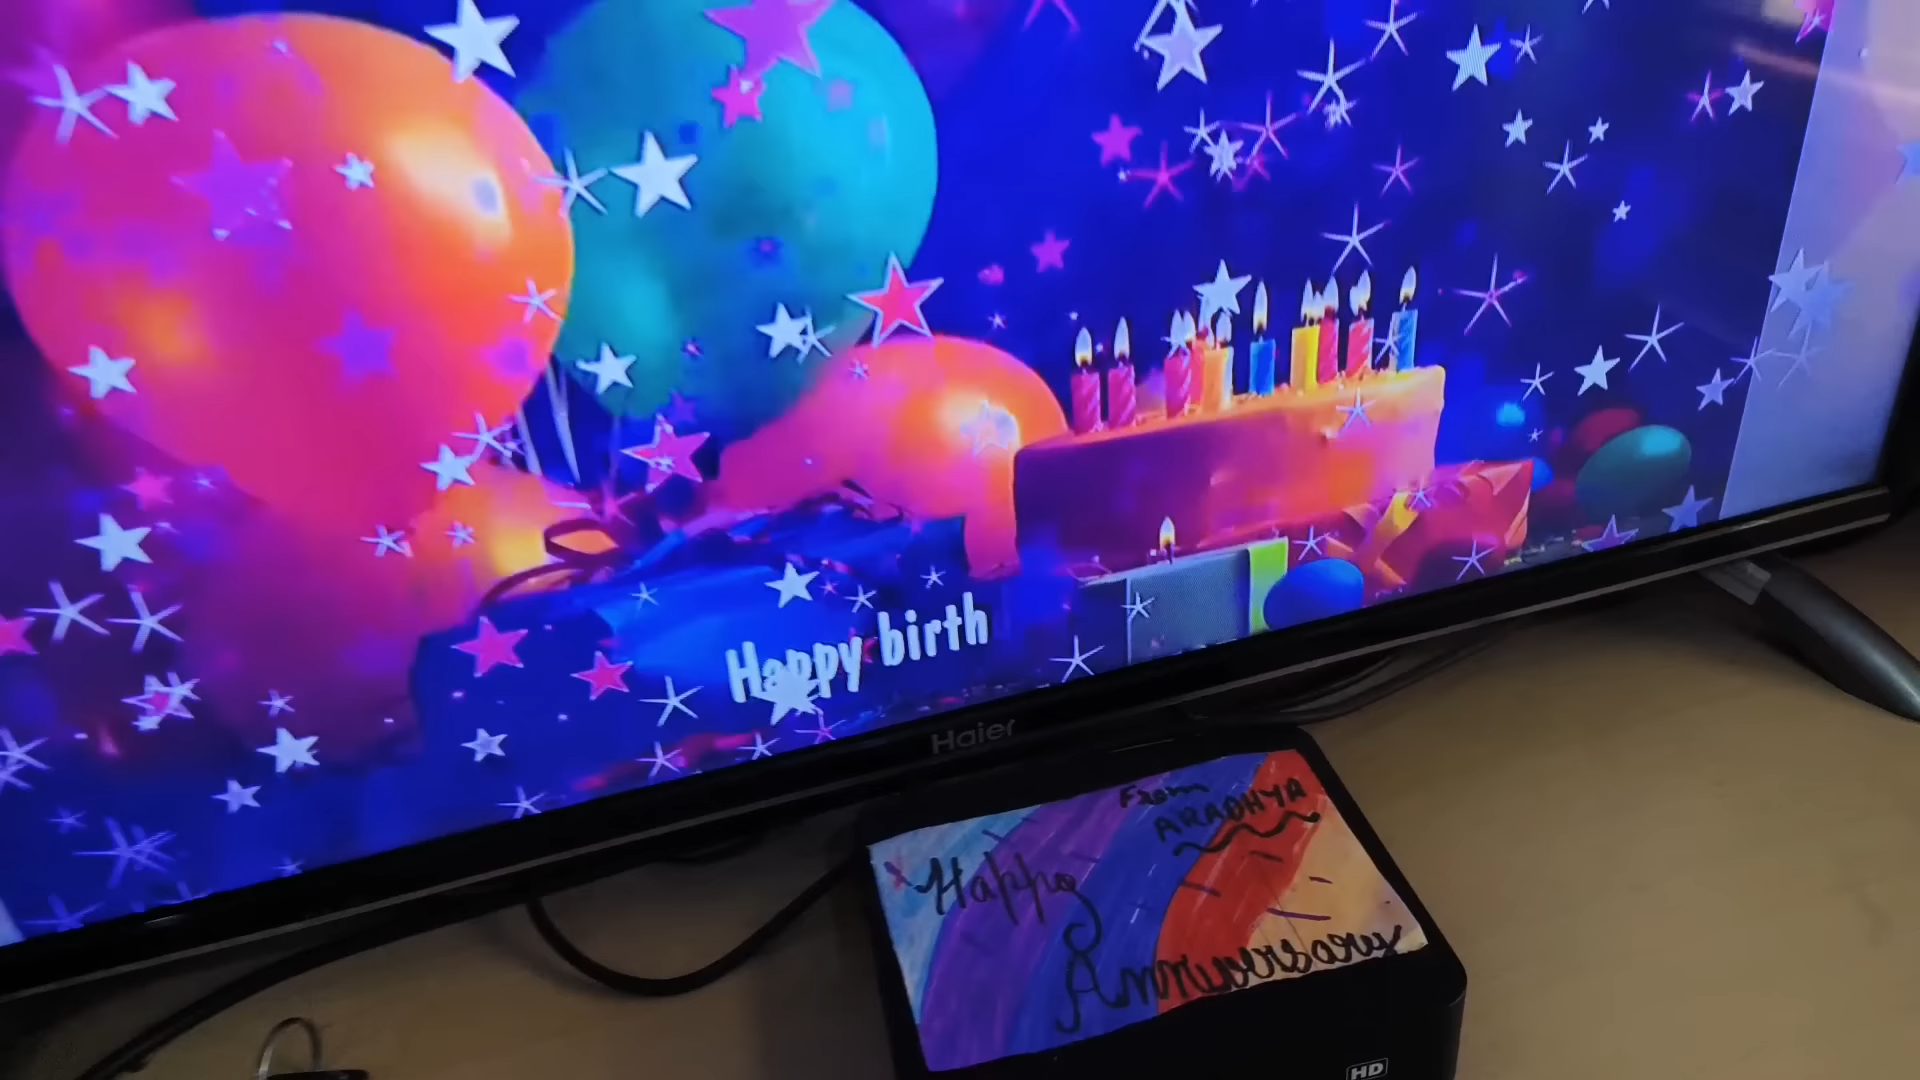 Happy birth
Haier
From
ARADHYA
Happy
Anniversary
HD